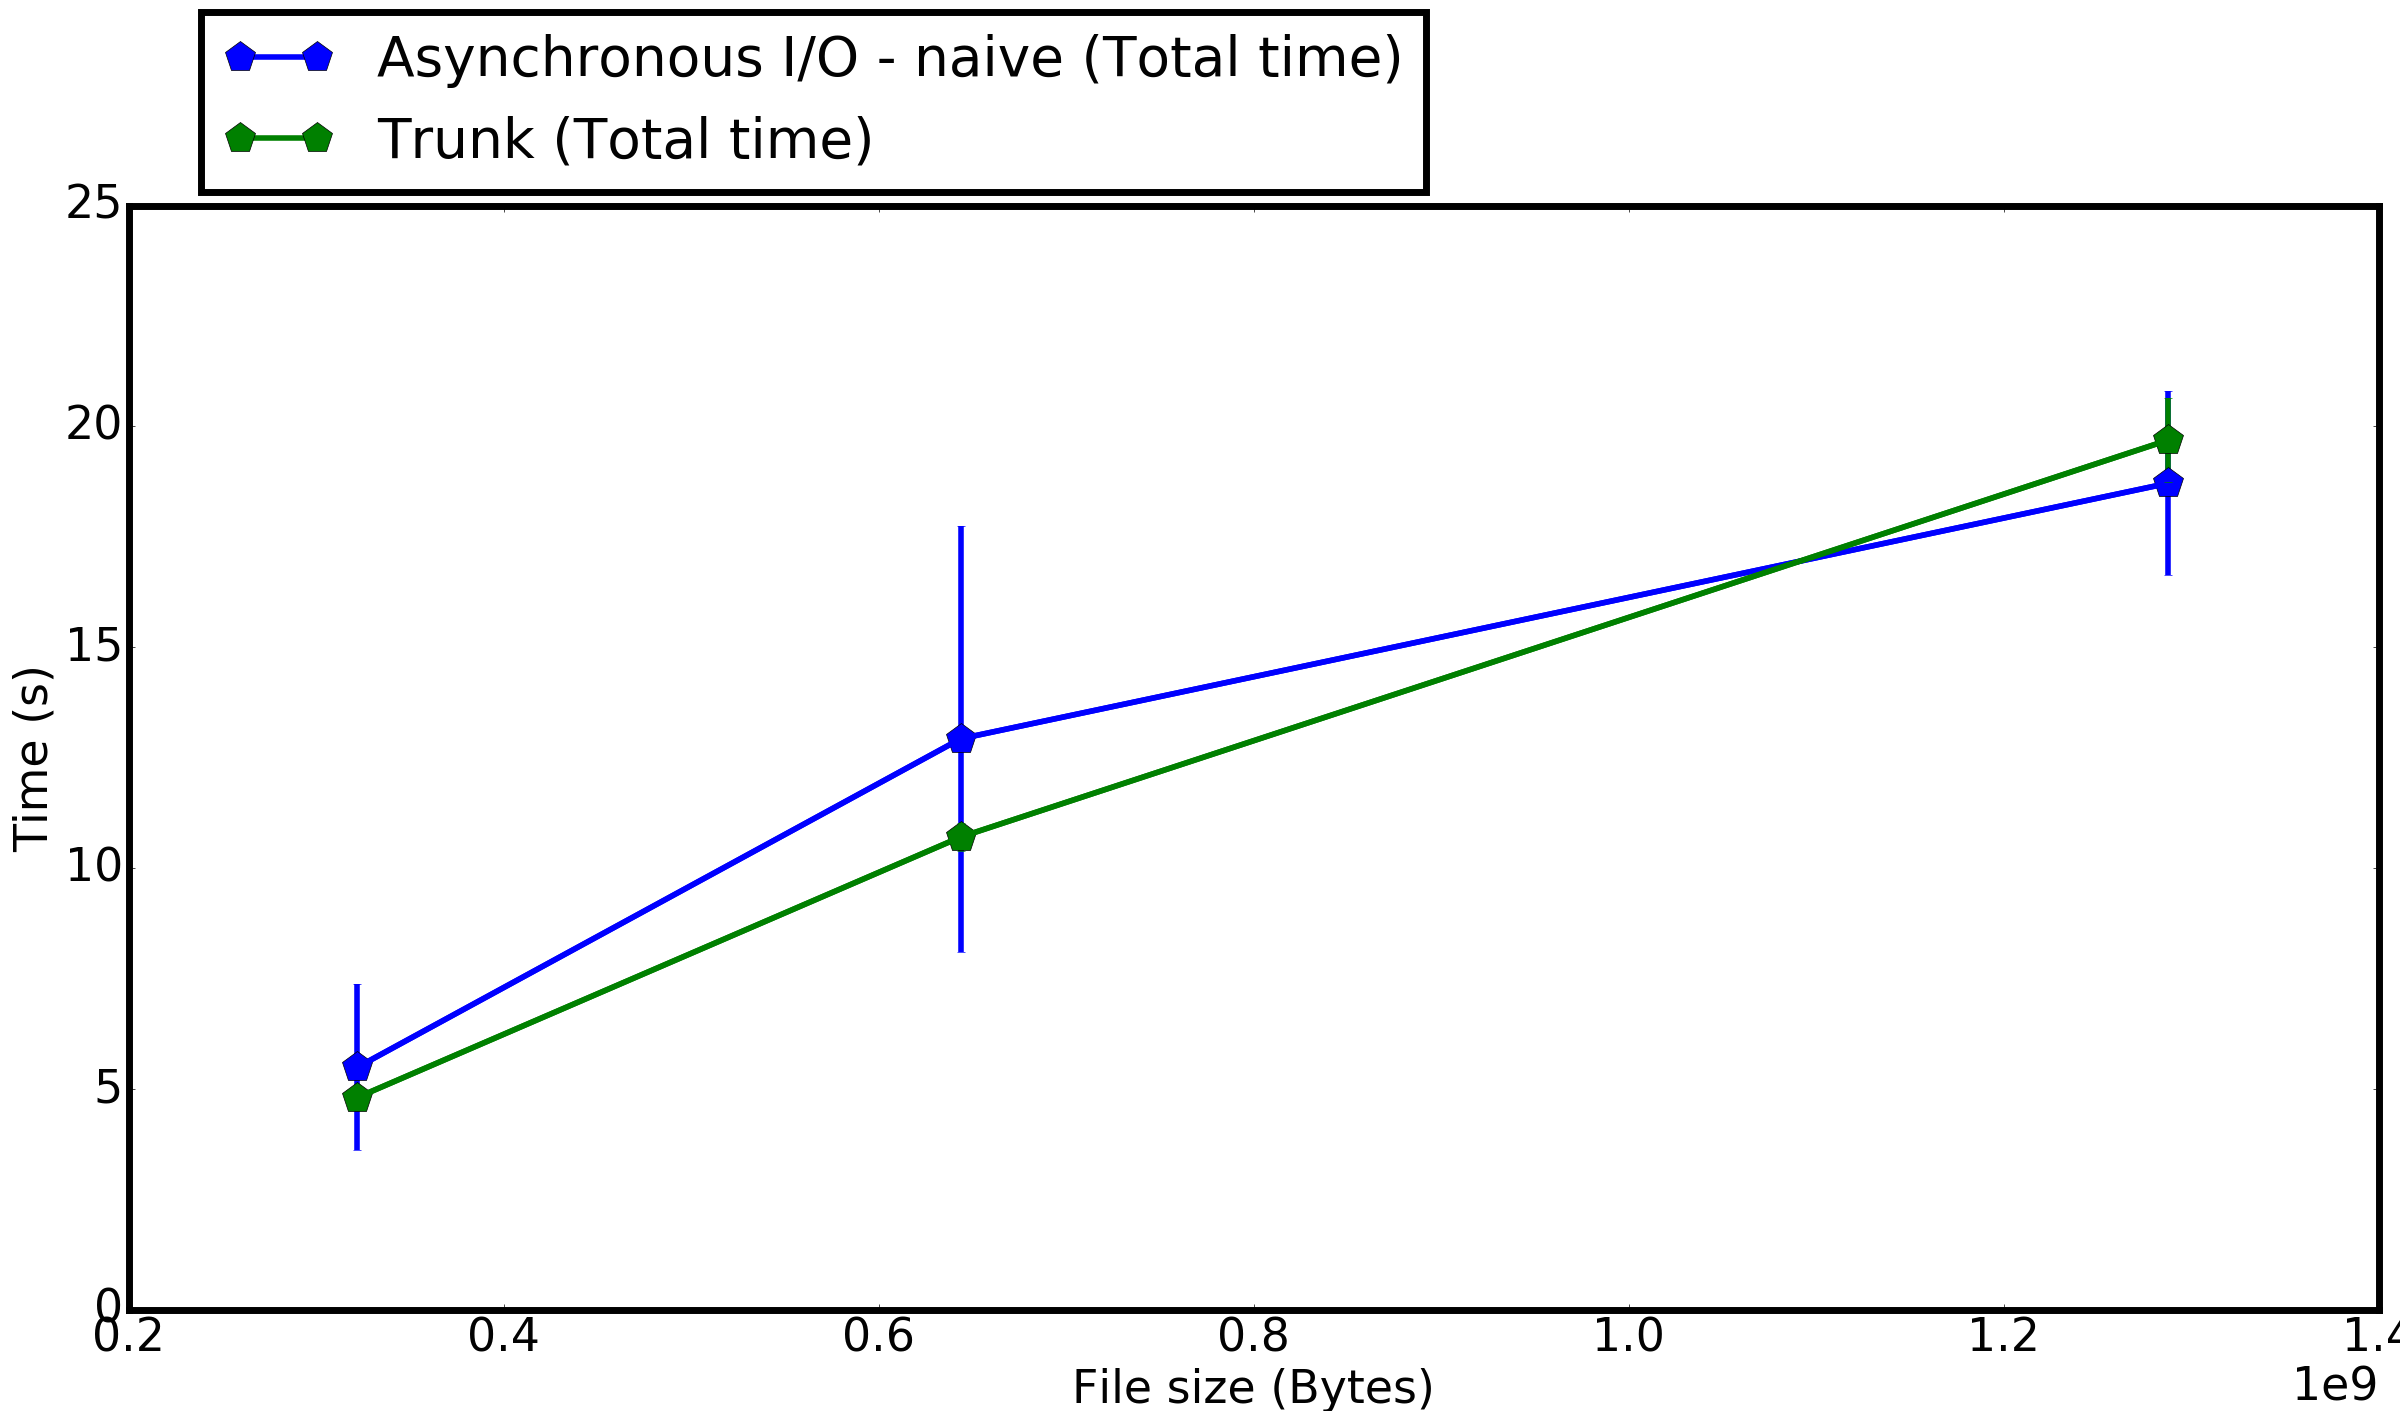 Asynchronous I/O - naive (Total time)
Trunk (Total time)
25
20
15
10
5
0
Time (s)
0.2 0.4 0.6 0.8 1.0 1.2 1.4
File size (Bytes)
1e9